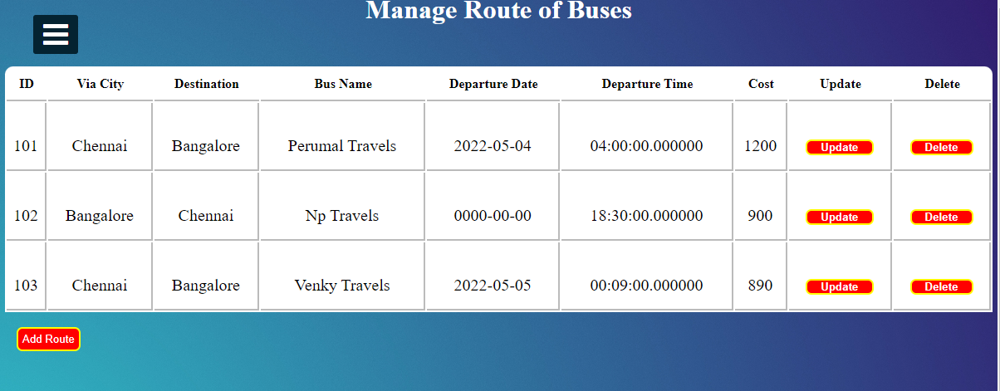 Manage Route of Buses
ID Via City Destination Bus Name Departure Date Departure Time Cost Update Delete
101 Chennai Bangalore Perumal Travels 2022-05-04 04:00:00.000000 1200 Update Delete
102 Bangalore Chennai Np Travels 0000-00-00 18:30:00.000000 900 Update Delete
103 Chennai Bangalore Venky Travels 2022-05-05 00:09:00.000000 890 Update Delete
Add Route